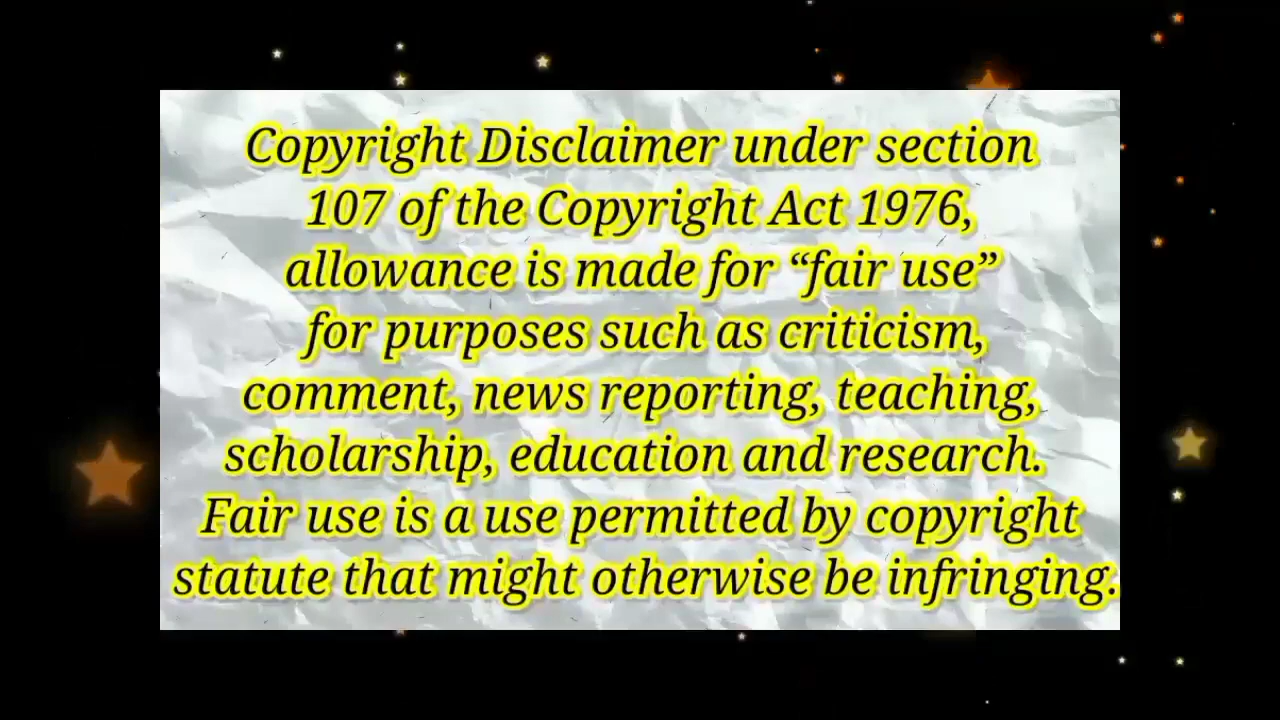 Copyright Disclaimer under section
107 of the Copyright Act 1976,
allowance is made for “fair use”
for purposes such as criticism,
comment, news reporting, teaching,
scholarship, education and research.
Fair use is a use permitted by copyright
statute that might otherwise be infringing.